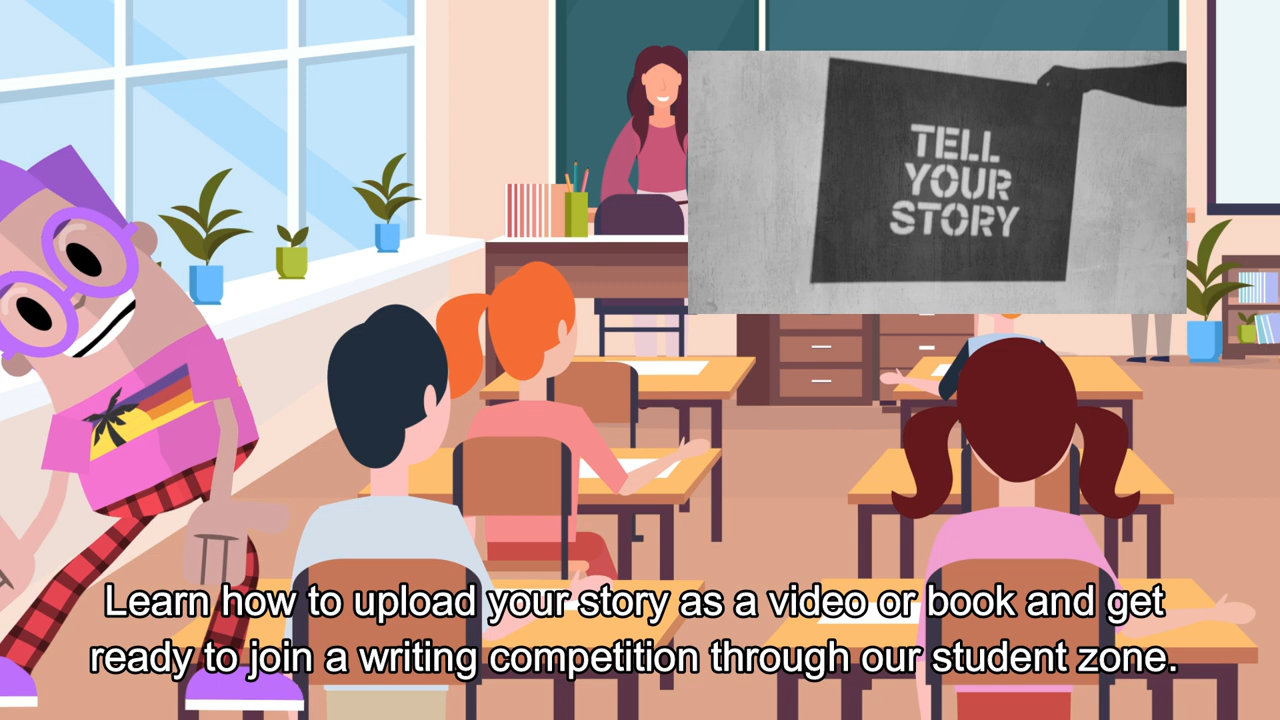 TELL
YOUR
STORY
Learn how to upload your story as a video or book and get
ready to join a writing competition through our student zone.